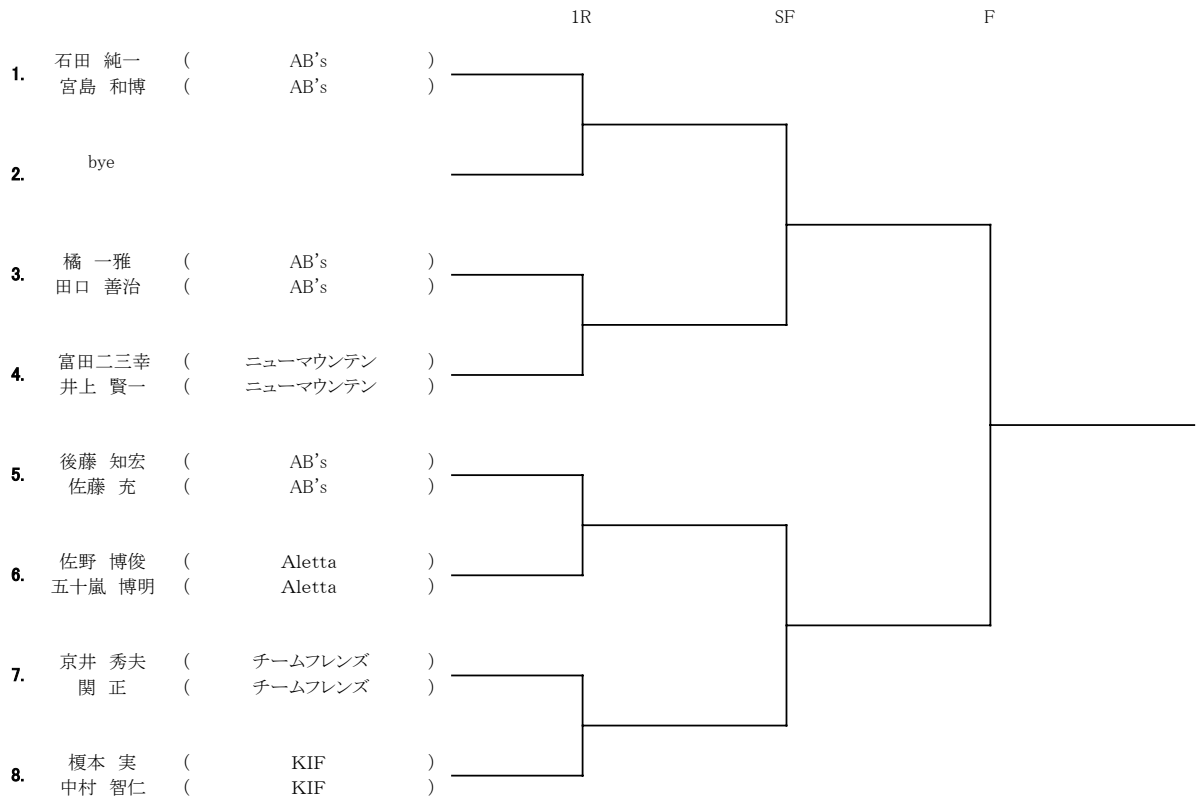 1R SF F
石田 純一 ( AB's )
1.
宮島 和博 ( AB's )
bye
2.
橘 一雅 ( AB's )
3.
田口 善治 ( AB's )
富田二三幸 ( ニューマウンテン )
4.
井上 賢一 ( ニューマウンテン )
後藤 知宏 ( AB's )
5.
佐藤 充 ( AB's )
佐野 博俊 ( Aletta )
6.
五十嵐 博明 ( Aletta )
京井 秀夫 ( チームフレンズ )
7.
関 正 ( チームフレンズ )
榎本 実 ( KIF )
8.
中村 智仁 ( KIF )